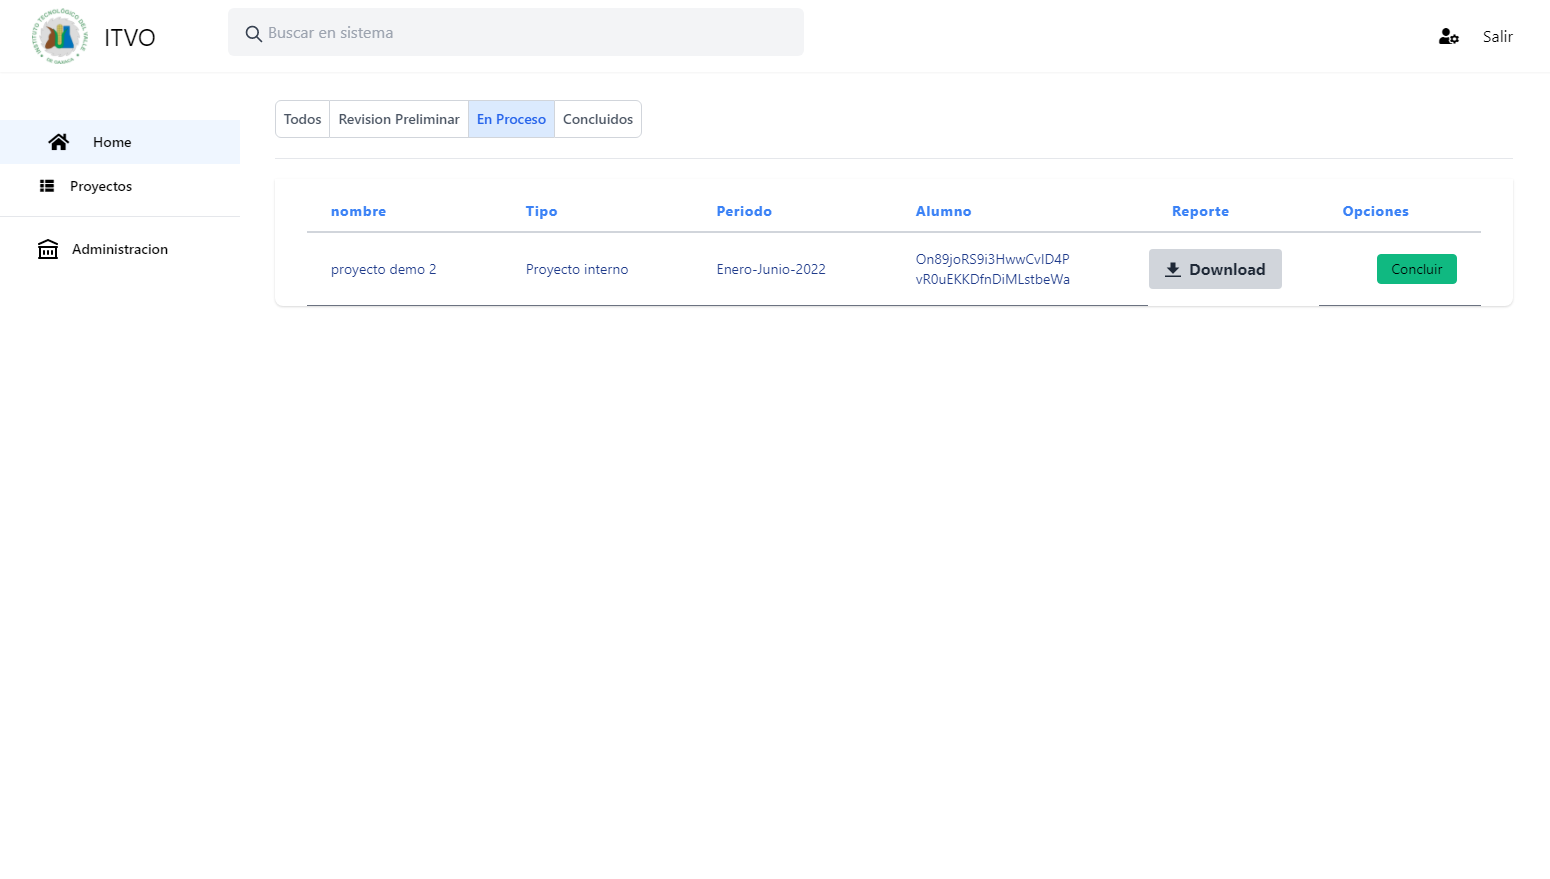 INSTITUTO TECNOLÓGICO DEL VALLE
DE OAXACA
ITVO
Buscar en sistema
Salir
Home
Proyectos
Administracion
Todos
Revision Preliminar
En Proceso
Concluidos
nombre
Tipo
Periodo
Alumno
Reporte
Opciones
proyecto demo 2
Proyecto interno
Enero-Junio-2022
On89joRS9i3HwwCvID4P
vR0uEKKDfnDiMLstbeWa
Download
Concluir